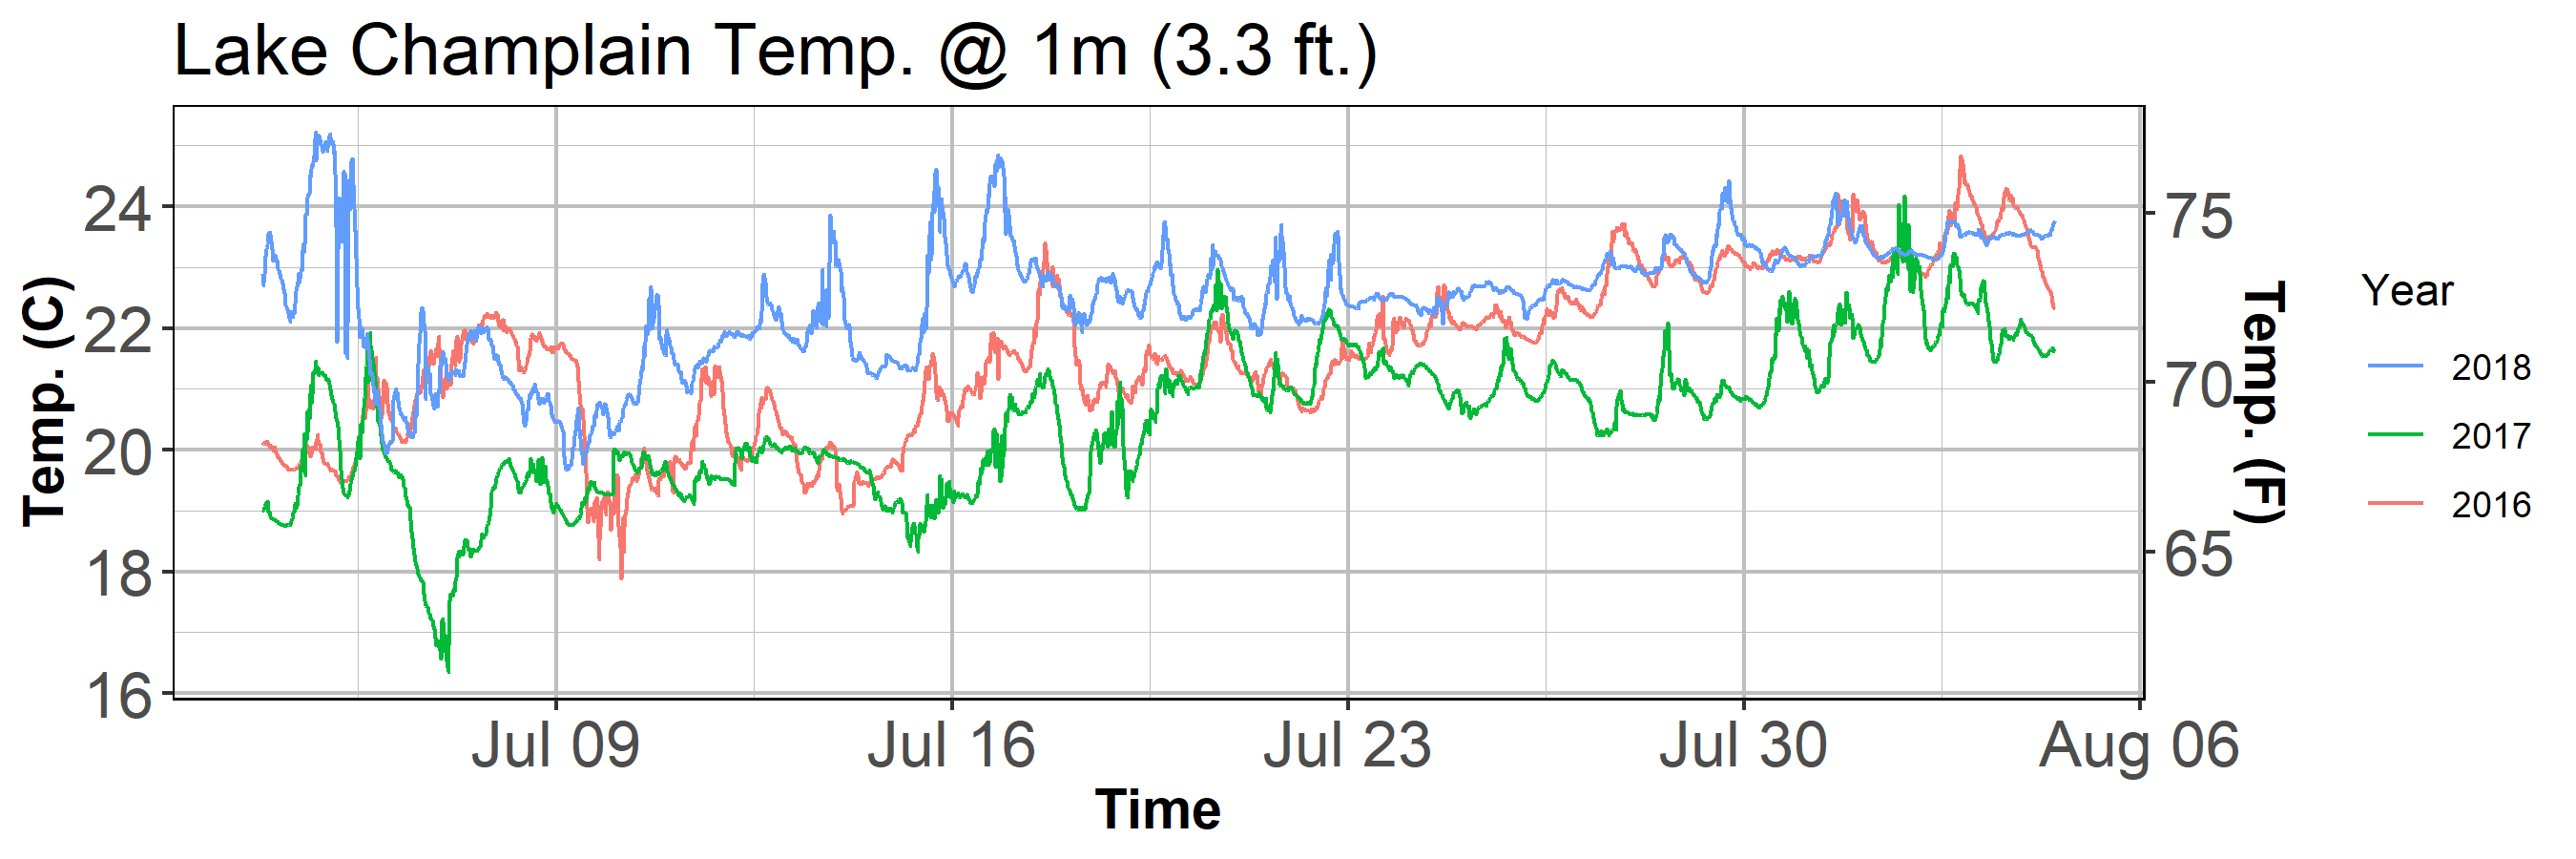 Lake Champlain Temp. @ 1m (3.3 ft.)
Temp. (C)
24
22
20
18
16
75
70
65
Temp. (F)
Jul 09
Jul 16
Jul 23
Jul 30
Aug 06
Time
Year
2018
2017
2016